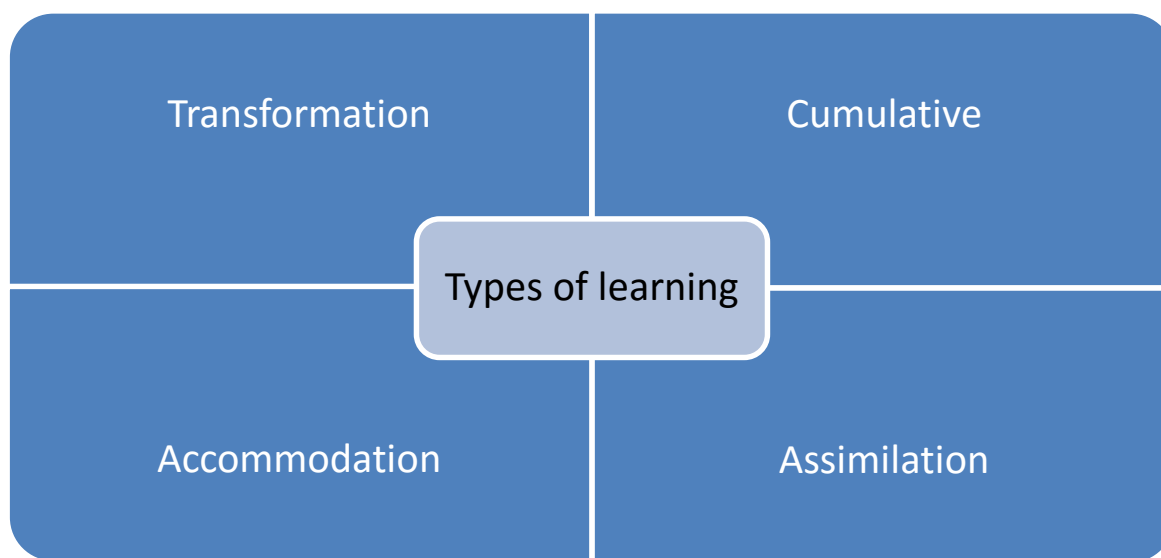 Transformation
Cumulative
Types of learning
Accommodation
Assimilation